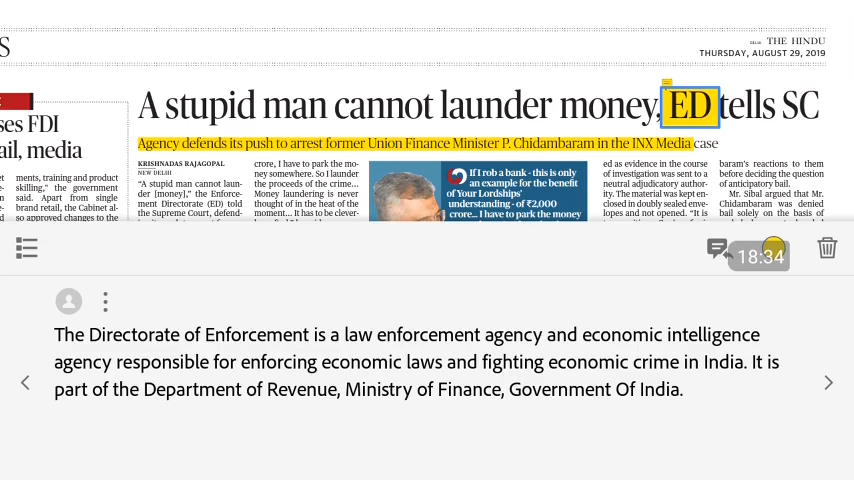 S
THE HINDU
THURSDAY, AUGUST 29, 2019
A stupid man cannot launder money, ED tells SC
ses FDI
ail, media
Agency defends its push to arrest former Union Finance Minister P. Chidambaram in the INX Media case
ments, training and product
skilling,” the government
said. Apart from single
brand retail, the Cabinet al-
so approved changes to the
KRISHNADAS RAJAGOPAL
NEW DELHI
“A stupid man cannot laun-
der [money],” the Enforce-
ment Directorate (ED) told
the Supreme Court, defend-
crore, I have to park the mo-
ney somewhere. So I launder
the proceeds of the crime...
Money laundering is never
thought of in the heat of the
moment... It has to be clever-
If I rob a bank - this is only
an example for the benefit
of Your Lordships’
understanding - of ₹2,000
crore... I have to park the money
ed as evidence in the course
of investigation was sent to a
neutral adjudicatory author-
ity. The material was kept en-
closed in doubly sealed enve-
lopes and not opened. “It is
baram’s reactions to them
before deciding the question
of anticipatory bail.
Mr. Sibal argued that Mr.
Chidambaram was denied
bail solely on the basis of
18:34
The Directorate of Enforcement is a law enforcement agency and economic intelligence
agency responsible for enforcing economic laws and fighting economic crime in India. It is
part of the Department of Revenue, Ministry of Finance, Government Of India.